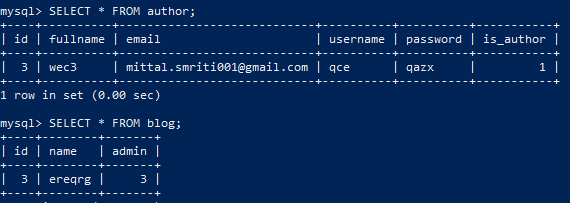 mysql> SELECT * FROM author;
+----+----------+---------------------------+----------+----------+-----------+
| id | fullname | email                     | username | password | is_author |
+----+----------+---------------------------+----------+----------+-----------+
|  3 | wec3     | mittal.smriti001@gmail.com | qce      | qazx     |         1 |
+----+----------+---------------------------+----------+----------+-----------+
1 row in set (0.00 sec)
mysql> SELECT * FROM blog;
+----+--------+-------+
| id | name   | admin |
+----+--------+-------+
|  3 | ereqrg |     3 |
+----+--------+-------+